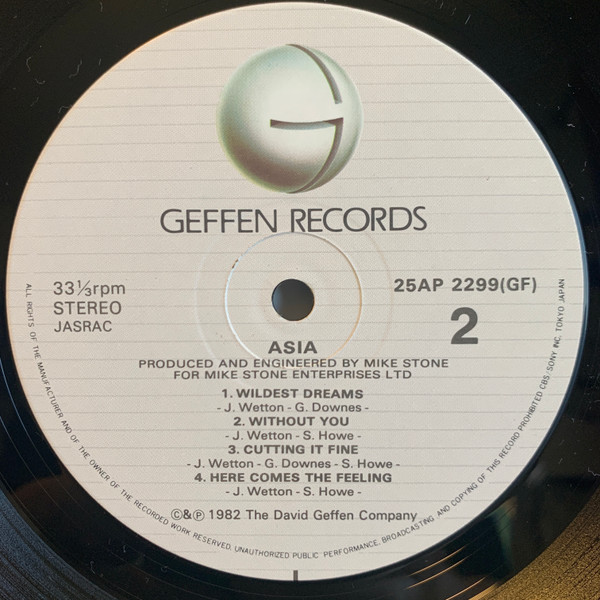 G
GEFFEN RECORDS
33⅓rpm
STEREO
JASRAC
25AP 2299(GF)
2
ASIA
PRODUCED AND ENGINEERED BY MIKE STONE
FOR MIKE STONE ENTERPRISES LTD
1. WILDEST DREAMS
- J. Wetton - G. Downes -
2. WITHOUT YOU
- J. Wetton - S. Howe -
3. CUTTING IT FINE
- J. Wetton - G. Downes - S. Howe -
4. HERE COMES THE FEELING
- J. Wetton - S. Howe -
©&℗ 1982 The David Geffen Company
ALL RIGHTS OF THE MANUFACTURER AND OF THE OWNER OF THE RECORDED WORK RESERVED. UNAUTHORIZED PUBLIC PERFORMANCE, BROADCASTING AND COPYING OF THIS RECORD PROHIBITED CBS/SONY INC. TOKYO JAPAN